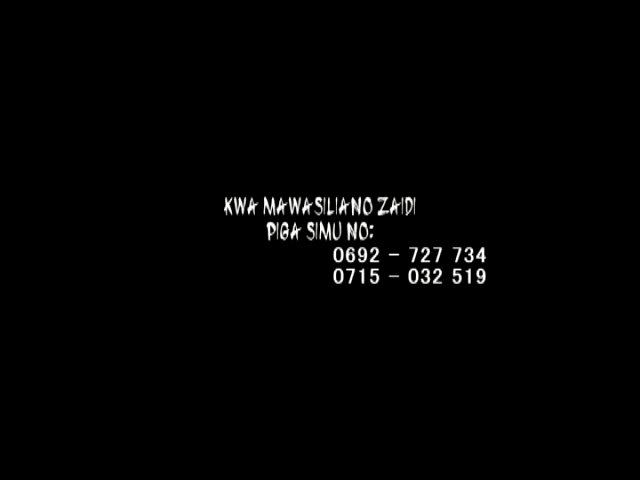 KWA MAWASILIANO ZAIDI
PIGA SIMU NO:
0692 - 727 734
0715 - 032 519